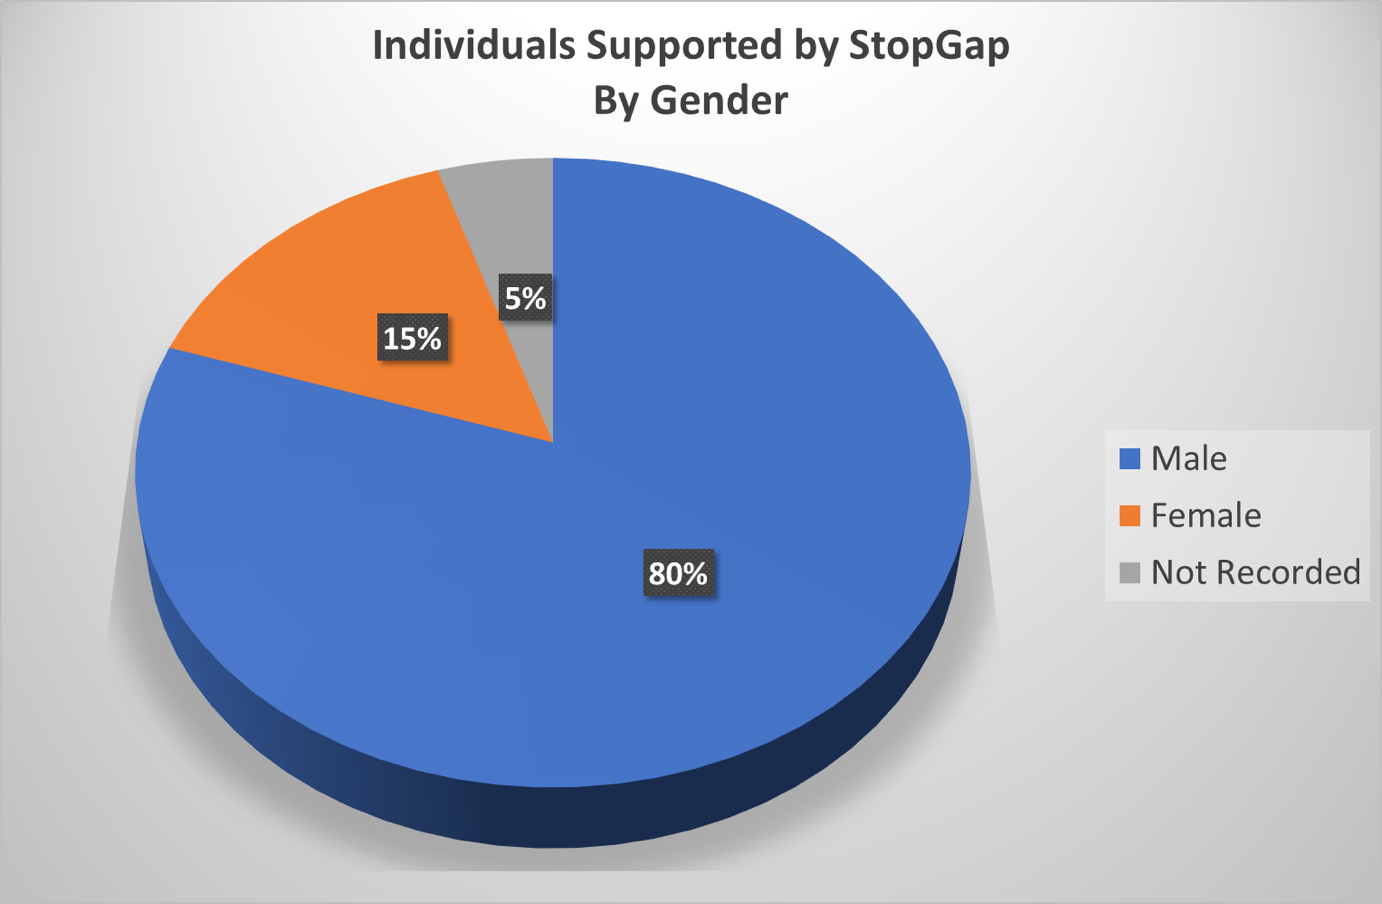 Individuals Supported by StopGap
By Gender
5%
15%
80%
Male
Female
Not Recorded